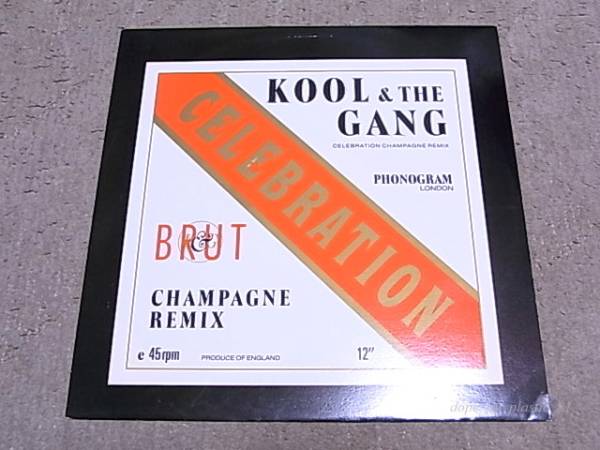 KOOL & THE
GANG
CELEBRATION CHAMPAGNE REMIX
CELEBRATION
PHONOGRAM
LONDON
BRUT
&
CHAMPAGNE
REMIX
e 45rpm
PRODUCE OF ENGLAND
12"